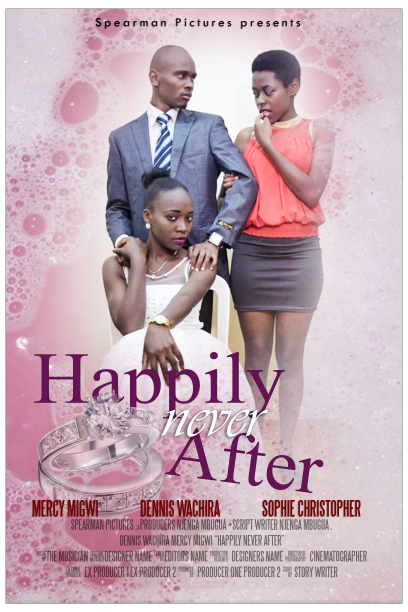 Spearman Pictures presents
Happily
never
After
MERCY MIGWI DENNIS WACHIRA SOPHIE CHRISTOPHER
SPEARMAN PICTURES PRODUCERS NJENGA MBUGUA SCRIPT WRITER NJENGA MBUGUA .
DENNIS WACHIRA MERCY MIGWI "HAPPILY NEVER AFTER"
THE MUSICIAN DESIGNER NAME EDITORS NAME DESIGNERS NAME CINEMATOGRAPHER
EX PRODUCER 1 EX PRODUCER 2 PRODUCER ONE PRODUCER 2 STORY WRITER